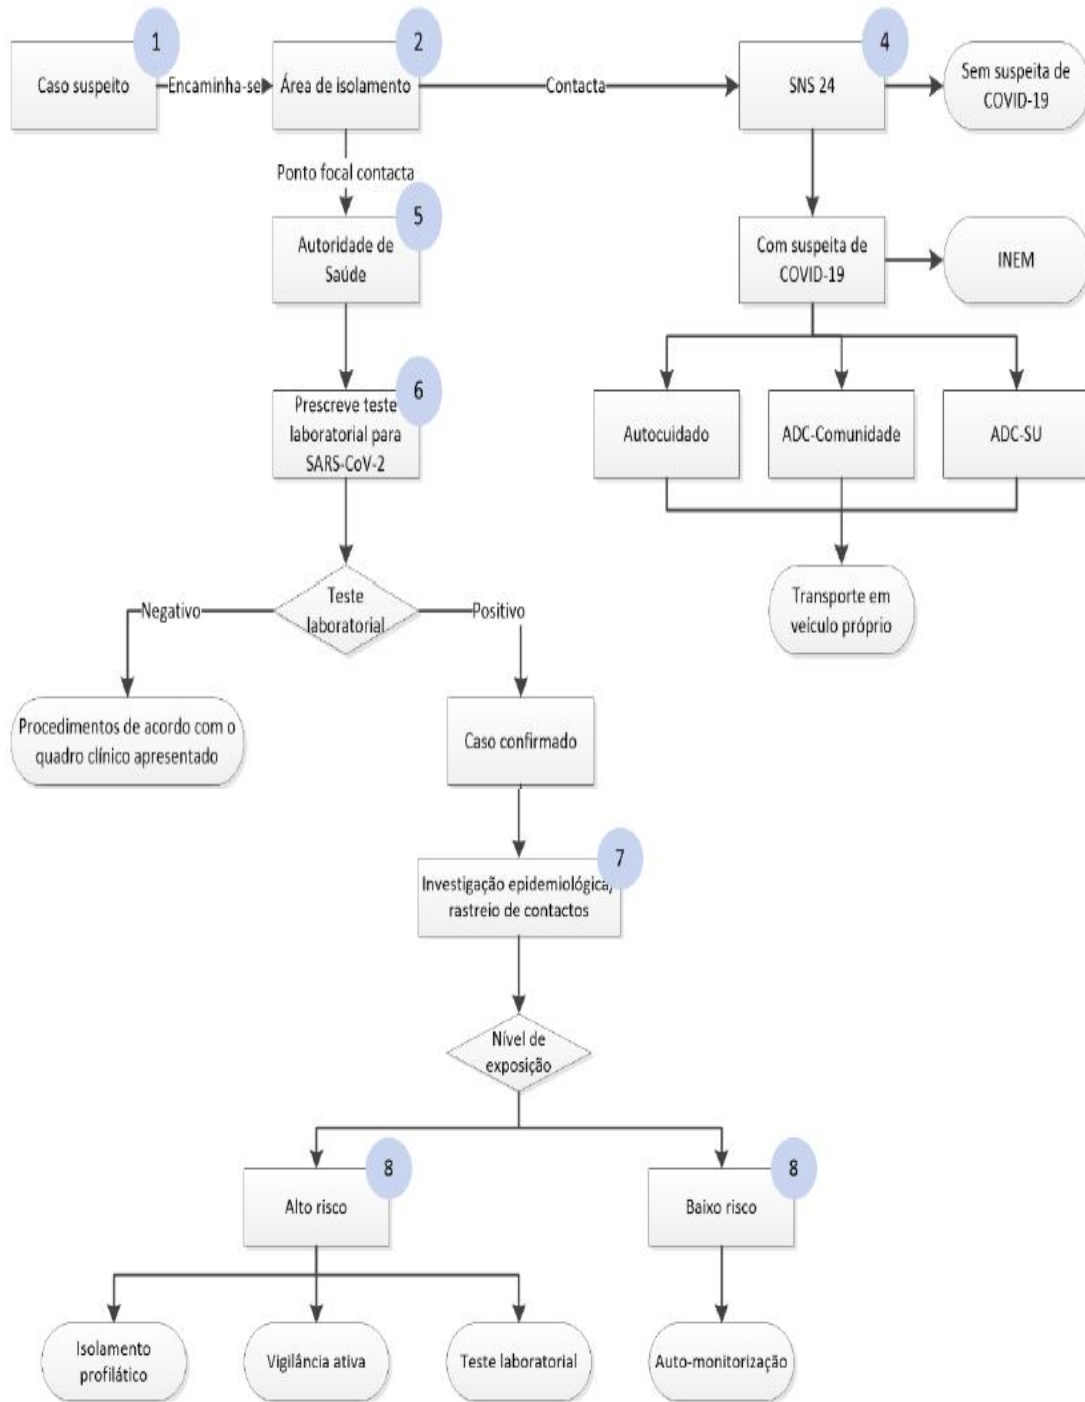 1
Caso suspeito
Encaminha-se
2
Área de isolamento
Contacta
4
SNS 24
Sem suspeita de
COVID-19
Ponto focal contacta
5
Autoridade de
Saúde
Com suspeita de
COVID-19
INEM
6
Prescreve teste
laboratorial para
SARS-CoV-2
Autocuidado
ADC-Comunidade
ADC-SU
Transporte em
veículo próprio
Teste
laboratorial
Negativo
Positivo
Procedimentos de acordo com o
quadro clínico apresentado
Caso confirmado
7
Investigação epidemiológica/
rastreio de contactos
Nível de
exposição
8
Alto risco
8
Baixo risco
Isolamento
profilático
Vigilância ativa
Teste laboratorial
Auto-monitorização